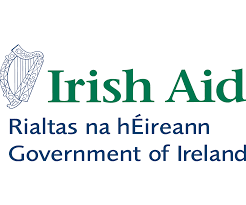 Irish Aid
Rialtas na hÉireann
Government of Ireland